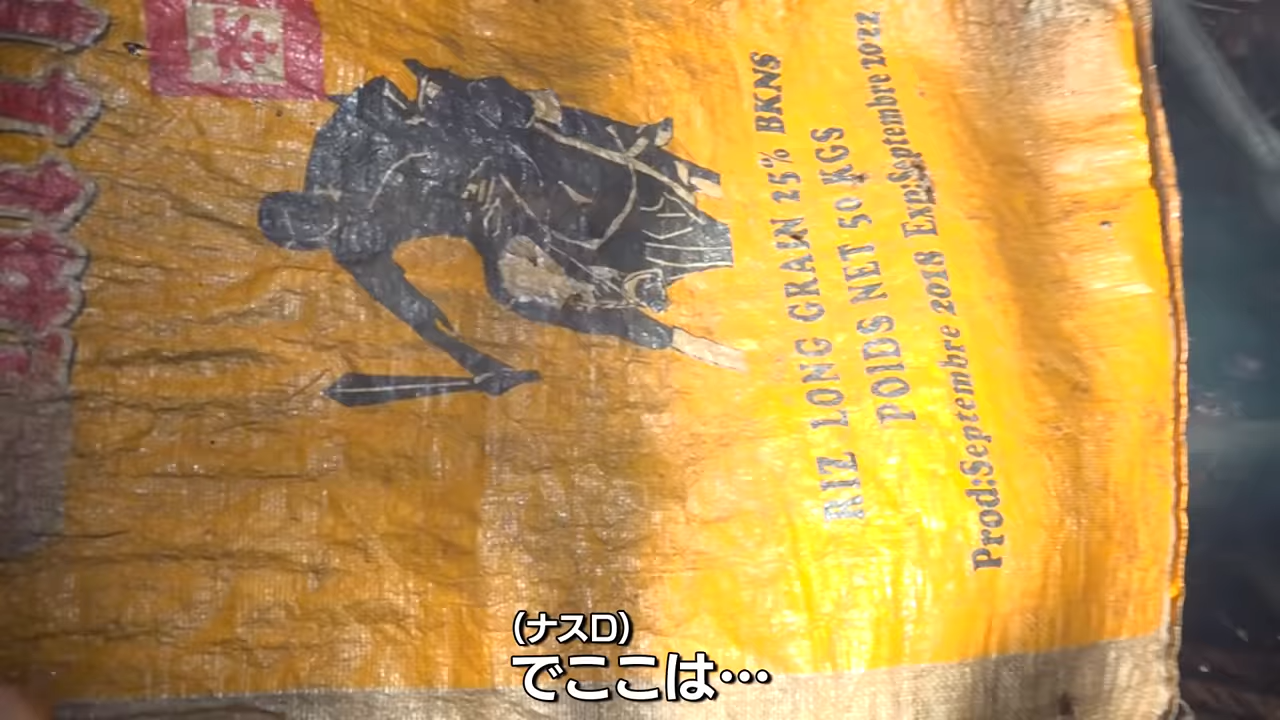 RIZ LONG GRAIN 25% BKNS
POIDS NET 50 KGS
Prod:Septembre 2018 Exp:Septembre 2022
(ナスD)
でここは…